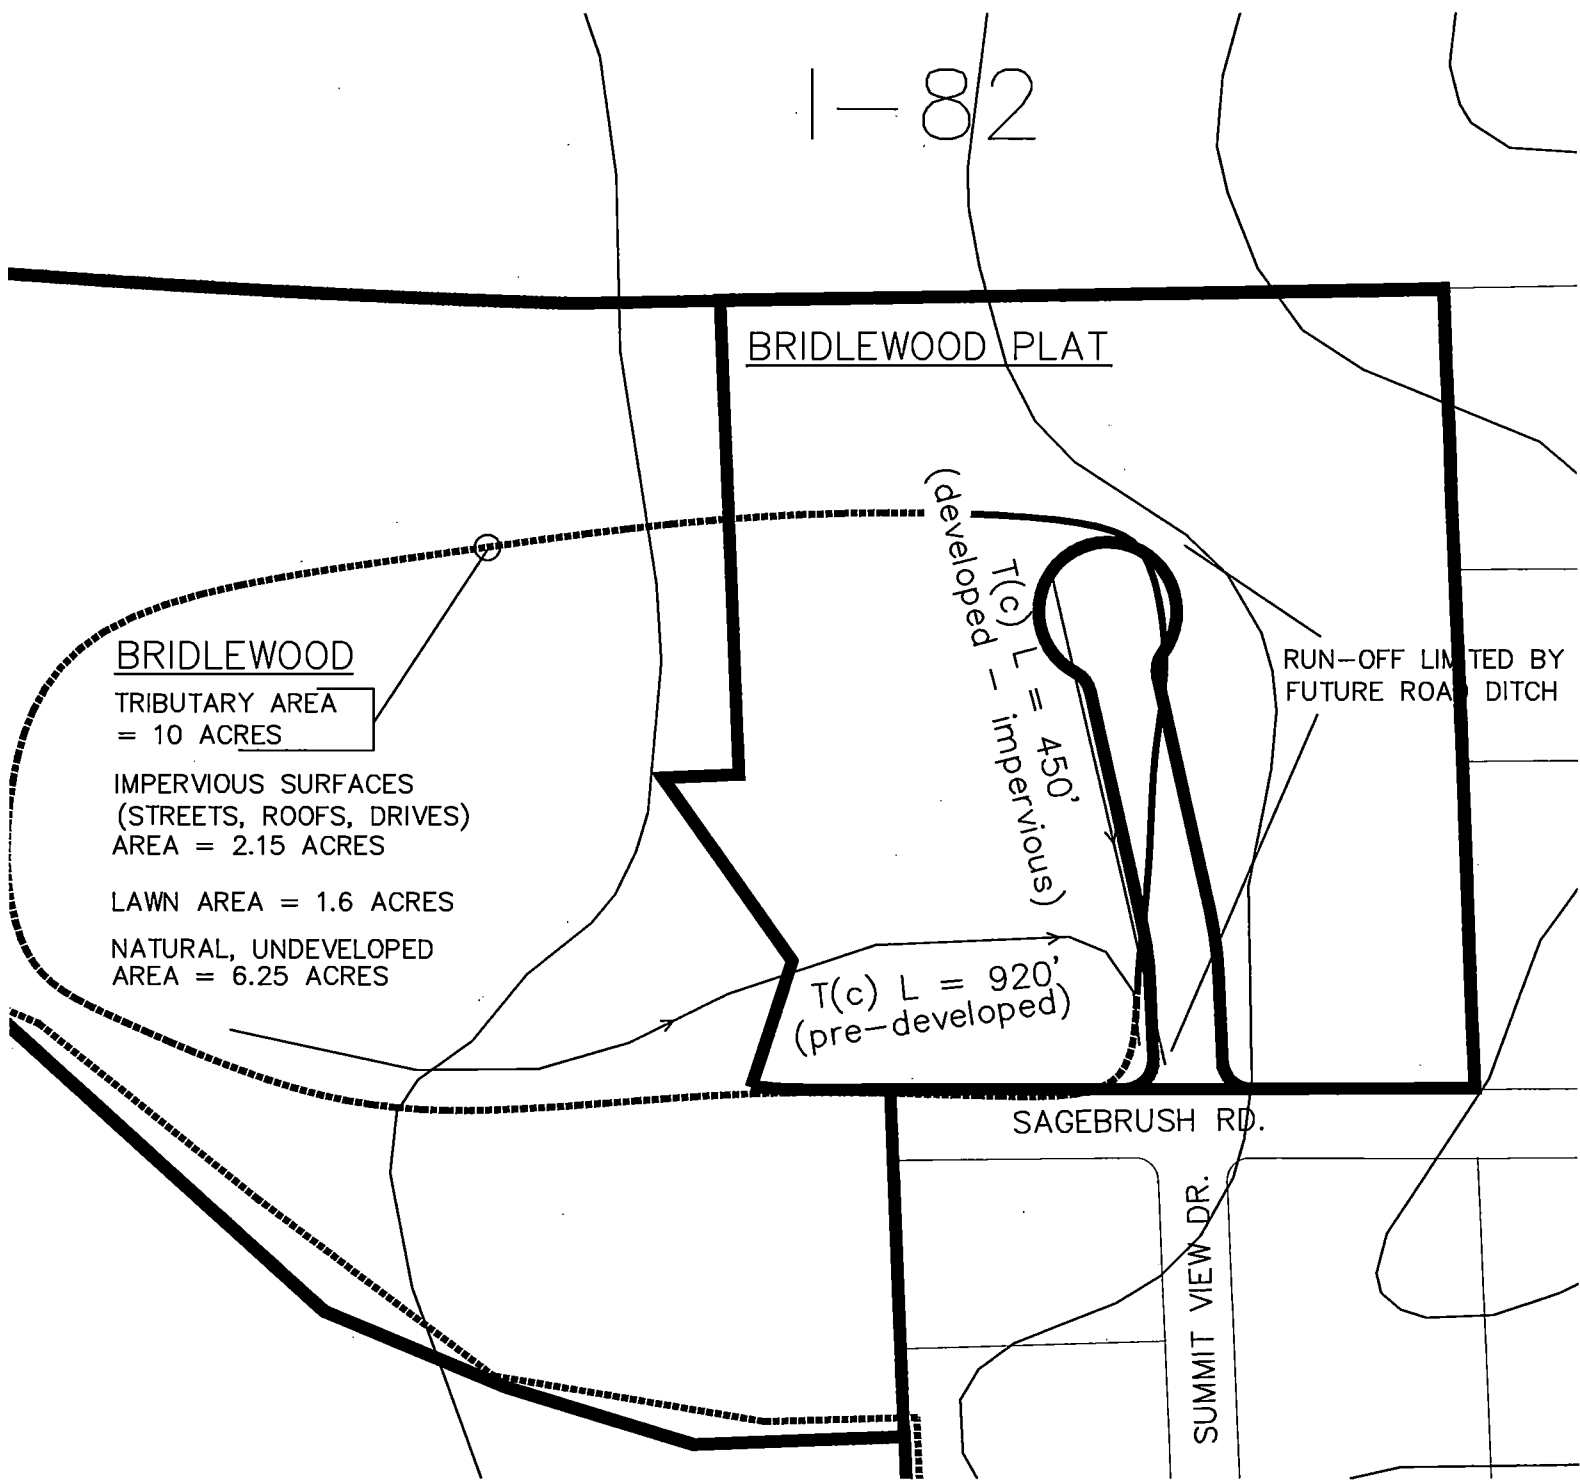 I-82
BRIDLEWOOD PLAT
(developed - impervious)
T(c) L = 450'
BRIDLEWOOD
TRIBUTARY AREA
= 10 ACRES
IMPERVIOUS SURFACES
(STREETS, ROOFS, DRIVES)
AREA = 2.15 ACRES
LAWN AREA = 1.6 ACRES
NATURAL, UNDEVELOPED
AREA = 6.25 ACRES
RUN-OFF LIMITED BY
FUTURE ROAD DITCH
T(c) L = 920'
(pre-developed)
SAGEBRUSH RD.
SUMMIT VIEW DR.